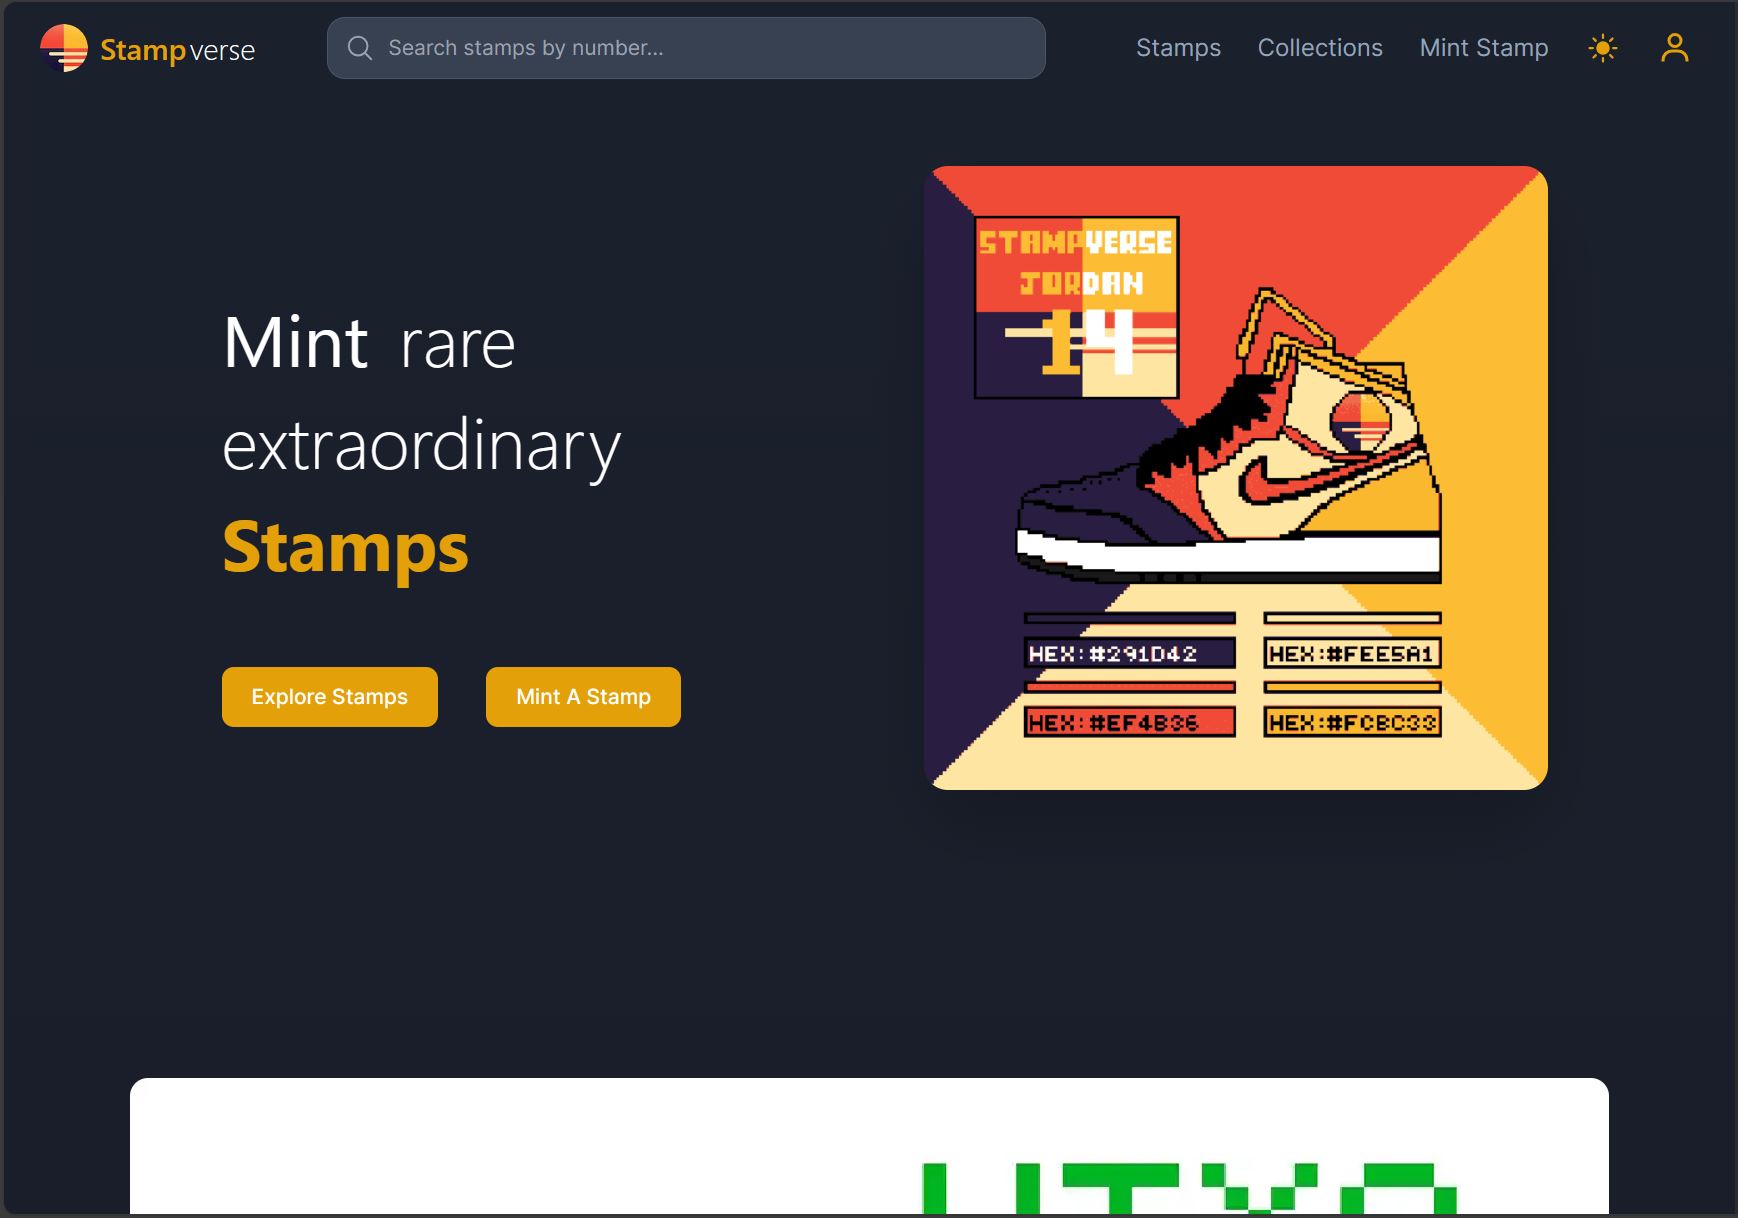 Stampverse
Search stamps by number...
Stamps
Collections
Mint Stamp
Mint rare
extraordinary
Stamps
Explore Stamps
Mint A Stamp
STAMPVERSE
JORDAN
14
HEX:#291D42
HEX:#FEE5A1
HEX:#EF4B36
HEX:#FCBC33